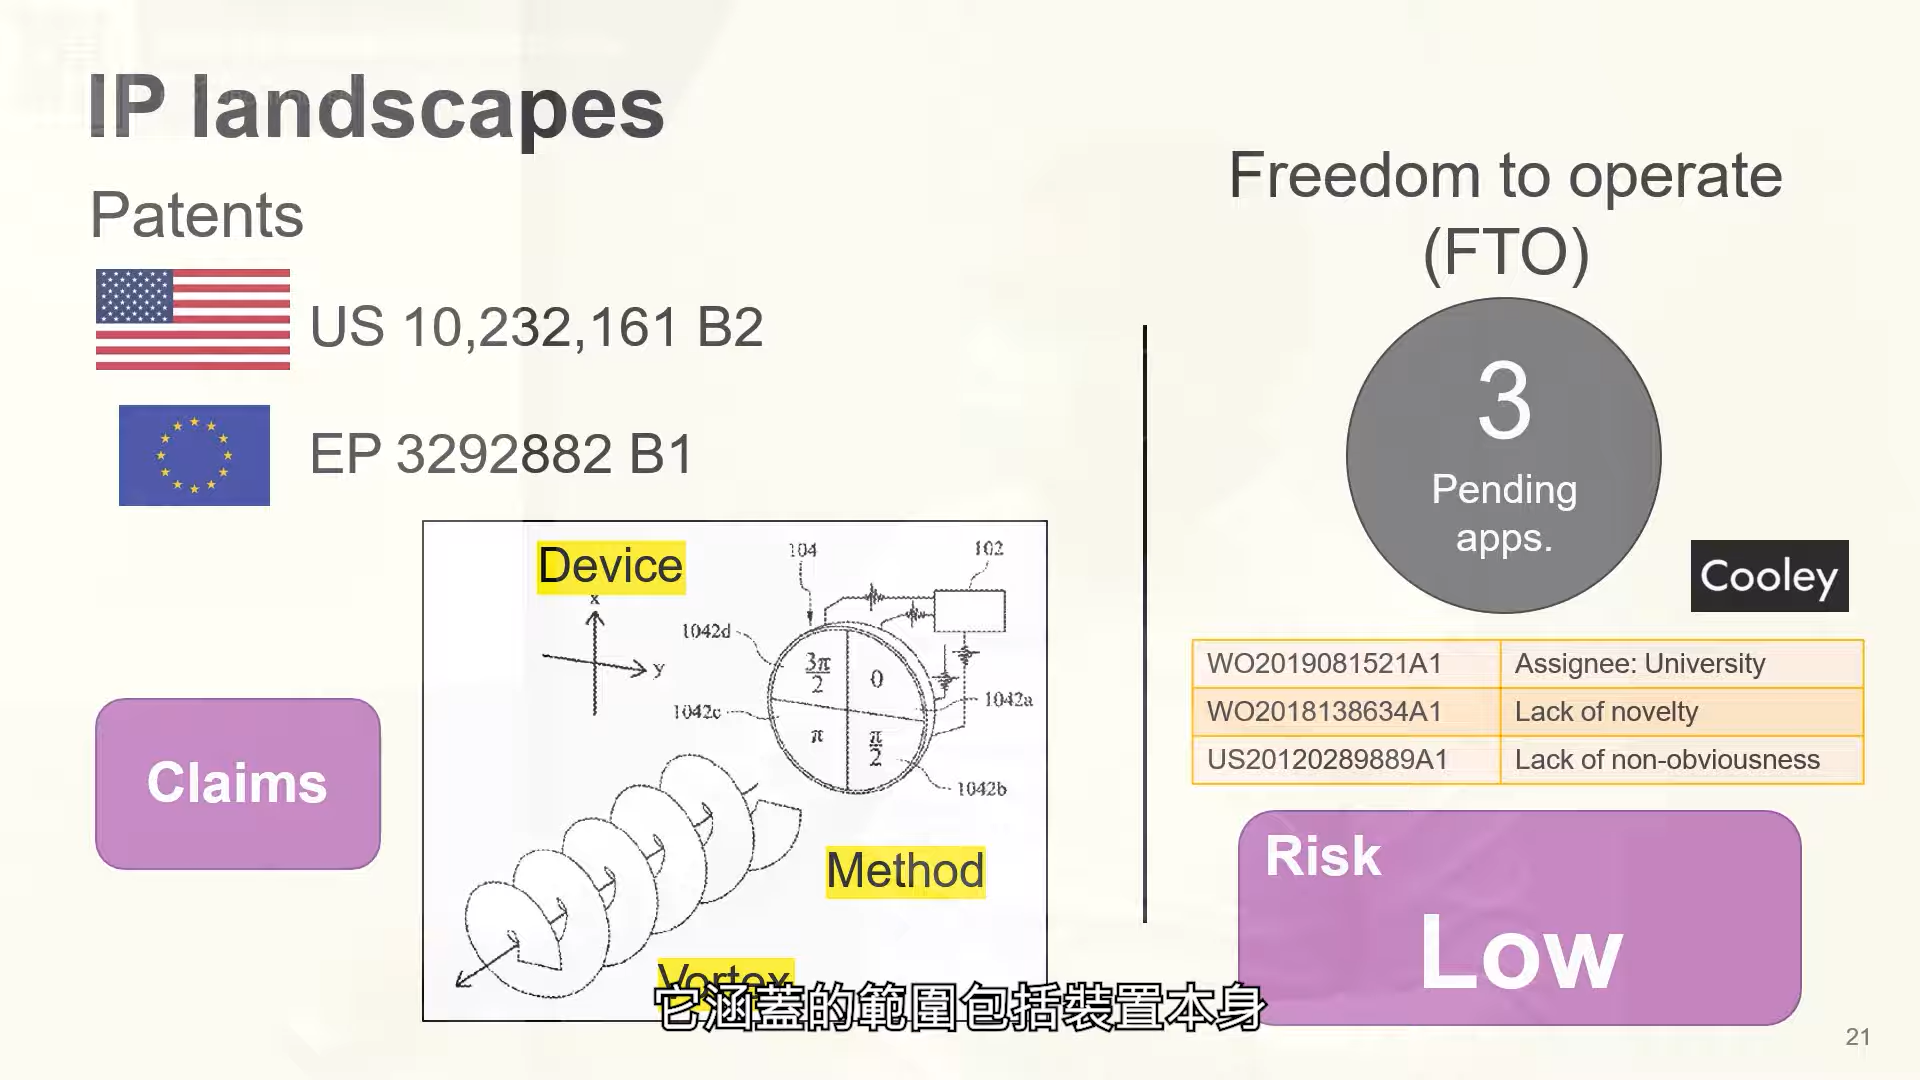 IP landscapes
Patents
US 10,232,161 B2
EP 3292882 B1
Claims
Device
x
y
104
102
1042d
3π/2
0
1042a
1042c
π
π/2
1042b
Method
Vortex
Freedom to operate
(FTO)
3
Pending
apps.
Cooley
WO2019081521A1 Assignee: University
WO2018138634A1 Lack of novelty
US20120289889A1 Lack of non-obviousness
Risk
Low
它涵蓋的範圍包括裝置本身
21